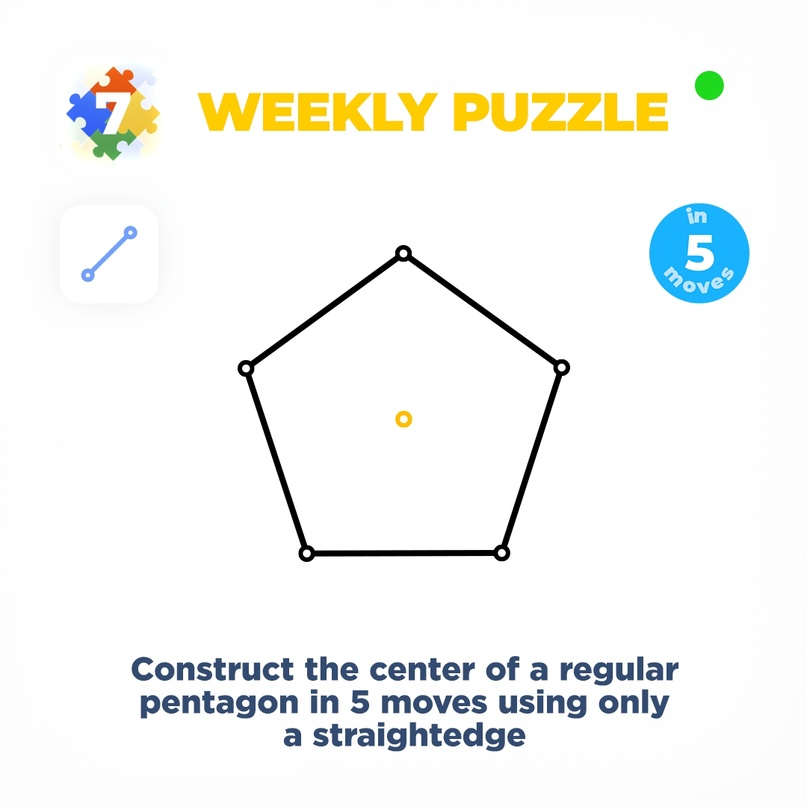 7
WEEKLY PUZZLE
in
5
moves
Construct the center of a regular
pentagon in 5 moves using only
a straightedge